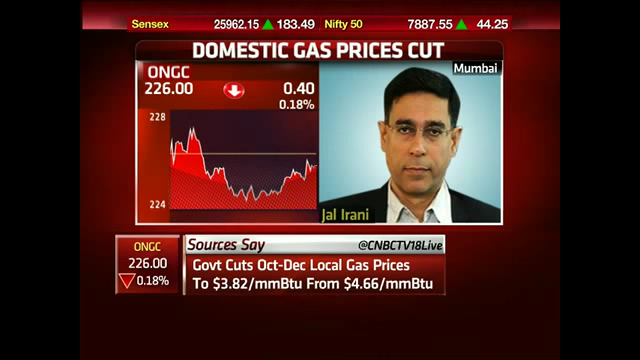 Sensex 25962.15 ▲ 183.49 Nifty 50 7887.55 ▲ 44.25
DOMESTIC GAS PRICES CUT
ONGC
226.00 0.40
0.18%
228
224
Mumbai
Jal Irani
ONGC
226.00
▽ 0.18%
Sources Say @CNBCTV18Live
Govt Cuts Oct-Dec Local Gas Prices
To $3.82/mmBtu From $4.66/mmBtu